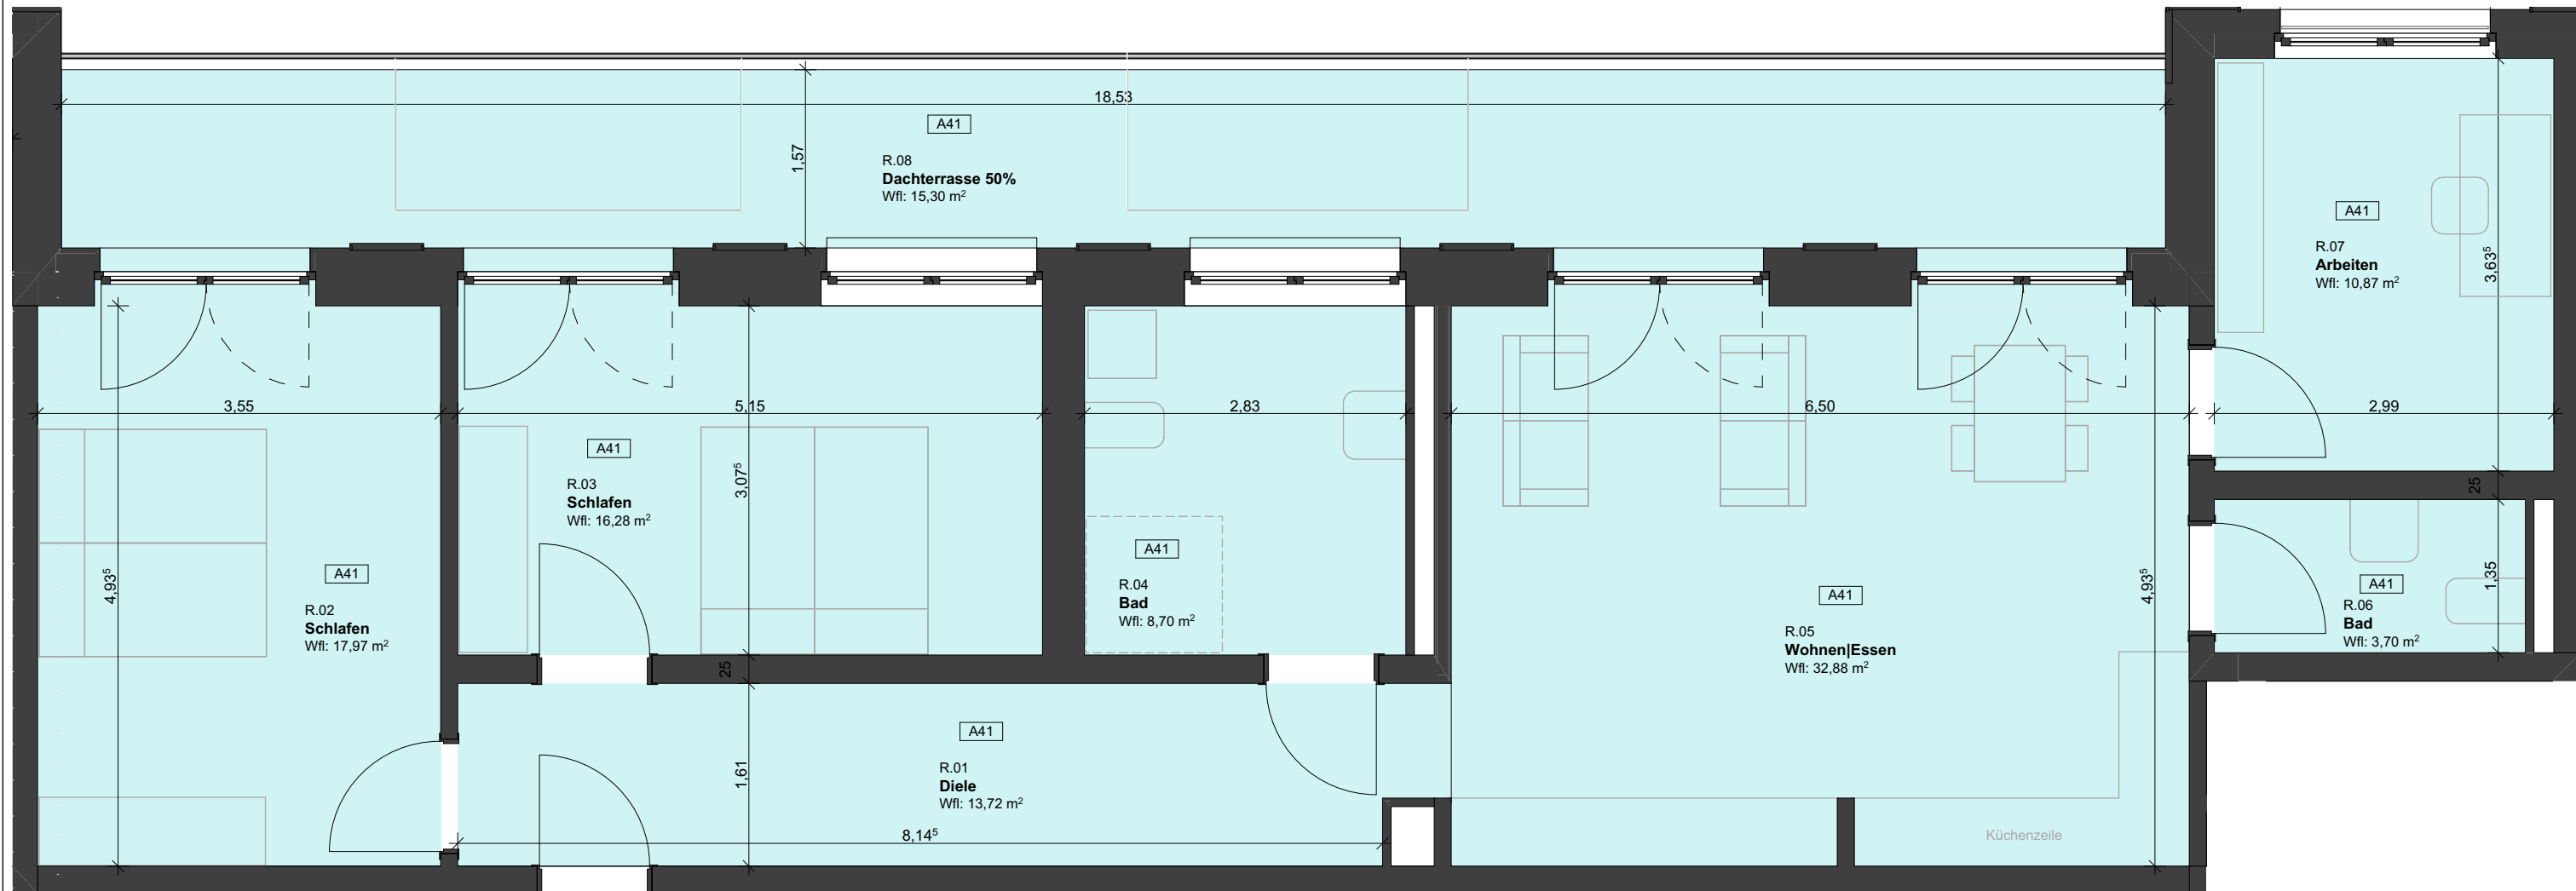 18,53
A41
1,57
R.08
Dachterrasse 50%
Wfl: 15,30 m²
A41
R.07
Arbeiten
Wfl: 10,87 m²
3,63⁵
3,55
5,15
2,83
6,50
2,99
A41
R.03
Schlafen
Wfl: 16,28 m²
3,07⁵
25
A41
R.02
Schlafen
Wfl: 17,97 m²
4,93⁵
A41
R.04
Bad
Wfl: 8,70 m²
A41
R.05
Wohnen|Essen
Wfl: 32,88 m²
4,93⁵
A41
R.06
Bad
Wfl: 3,70 m²
1,35
25
A41
R.01
Diele
Wfl: 13,72 m²
1,61
8,14⁵
Küchenzeile